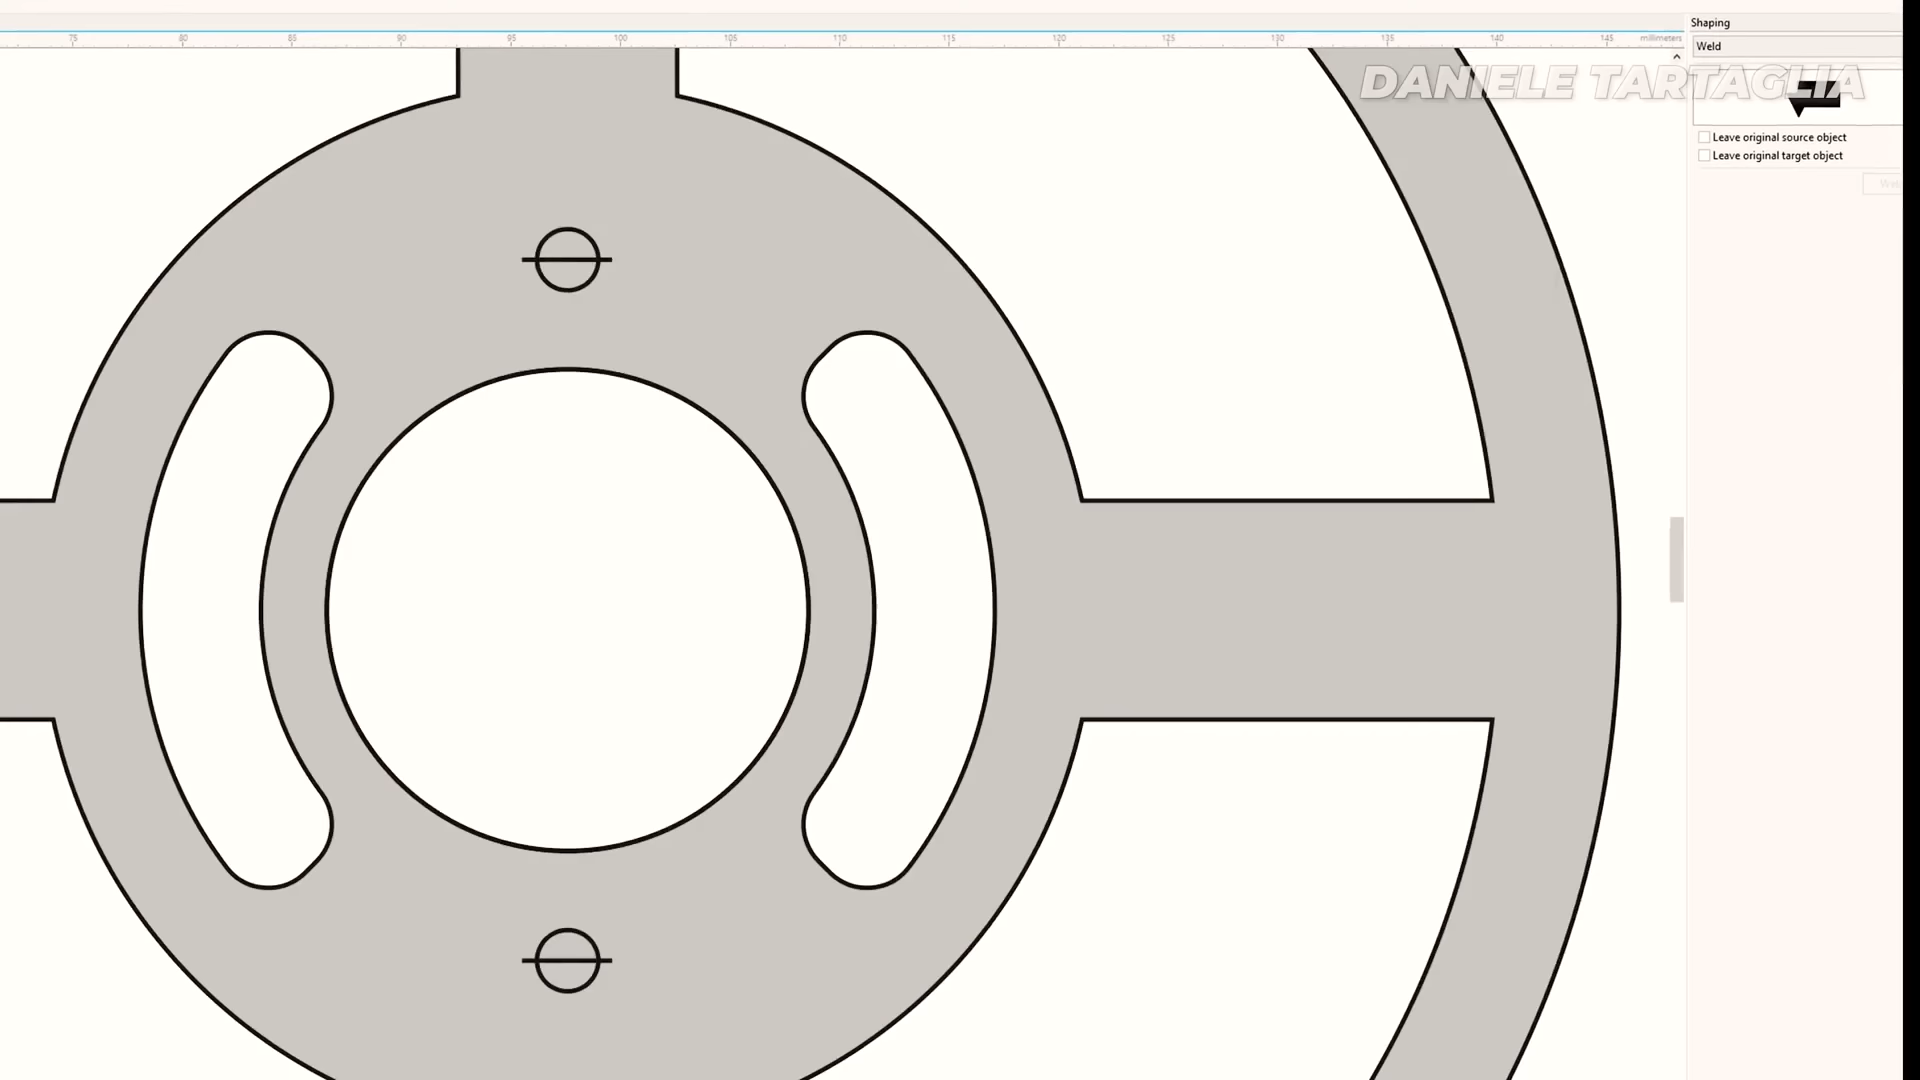 Shaping
75 80 85 90 95 100 105 110 115 120 125 130 135 140 145 millimeters
Weld
DANIELE TARTAGLIA
Leave original source object
Leave original target object